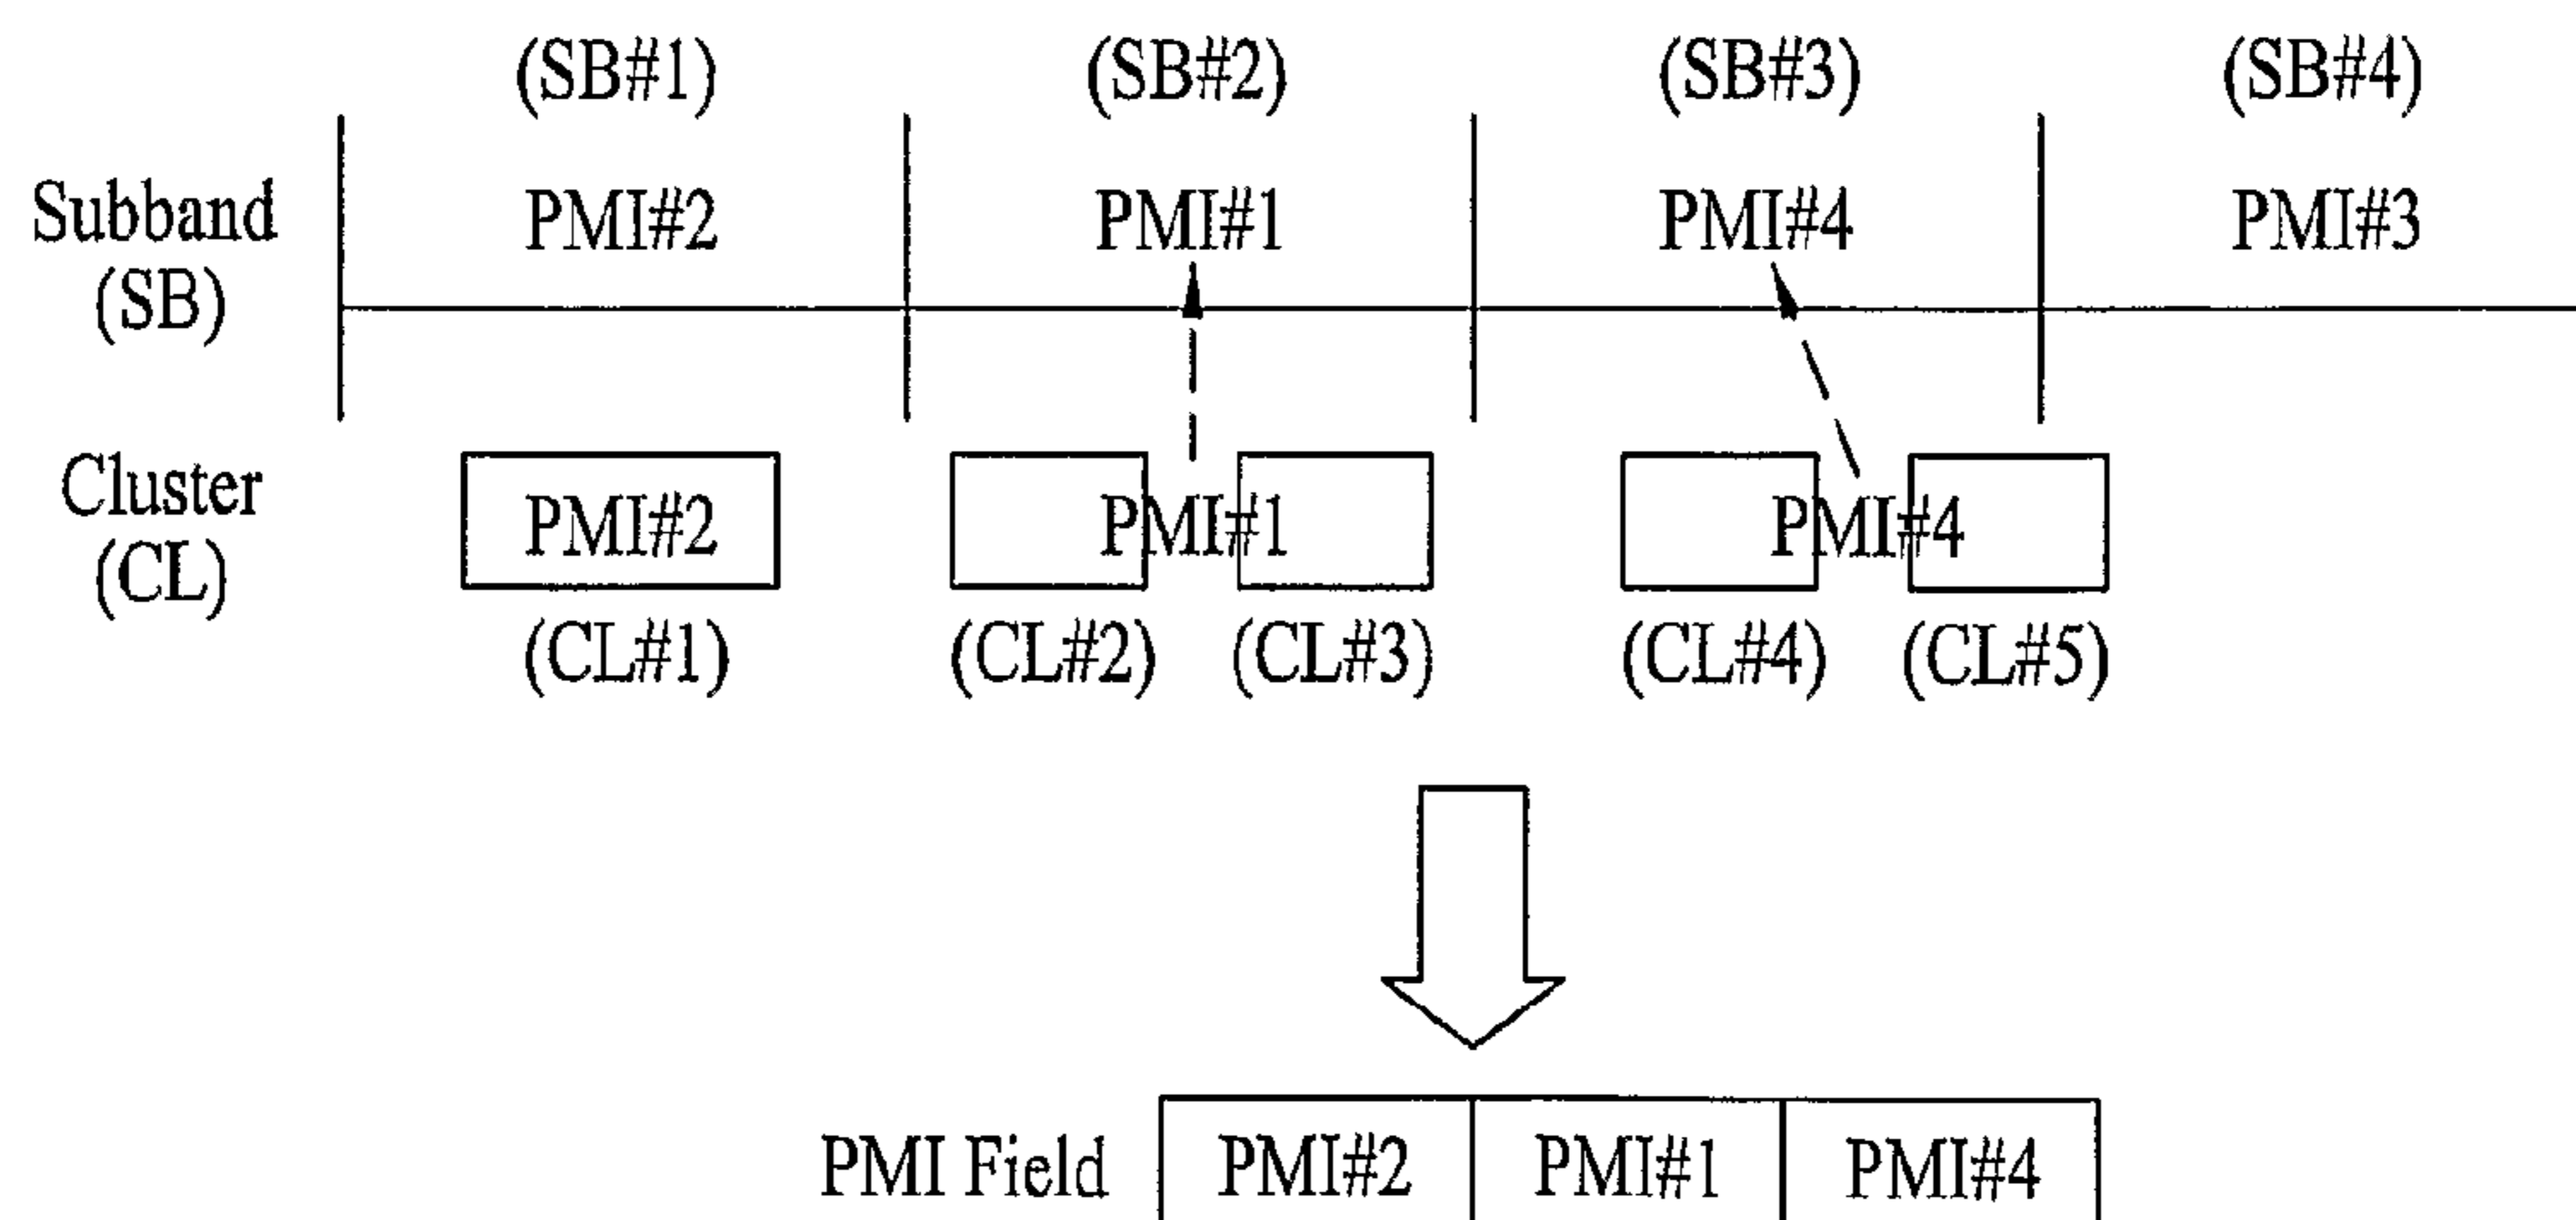 (SB#1) (SB#2) (SB#3) (SB#4)
Subband (SB) PMI#2 PMI#1 PMI#4 PMI#3
Cluster (CL) PMI#2 PMI#1 PMI#4
(CL#1) (CL#2) (CL#3) (CL#4) (CL#5)
PMI Field PMI#2 PMI#1 PMI#4